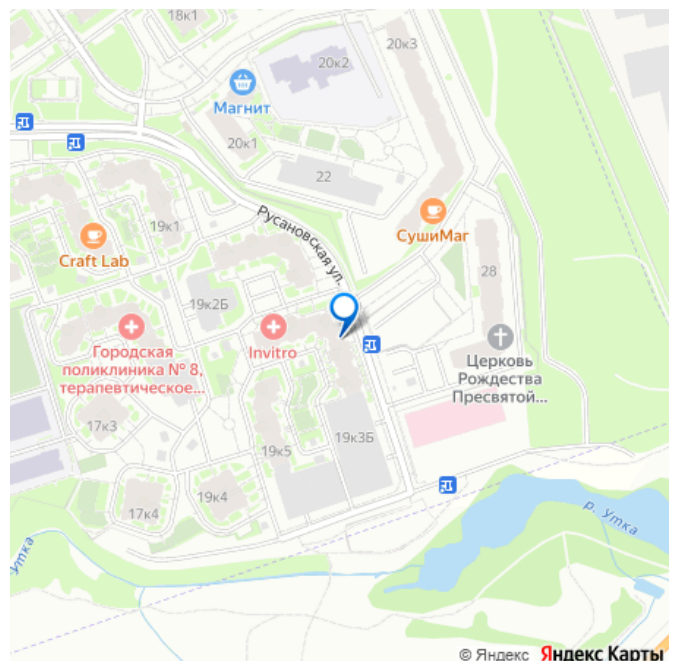 18к1
20к3
20к2
Магнит
20к1
22
Русановская ул.
19к1
СушиМаг
Craft Lab
28
19к2Б
Invitro
Городская
поликлиника № 8,
терапевтическое...
Церковь
Рождества
Пресвятой...
17к3
19к5
19к3Б
19к4
17к4
р. Утка
Утка
© Яндекс Яндекс Карты